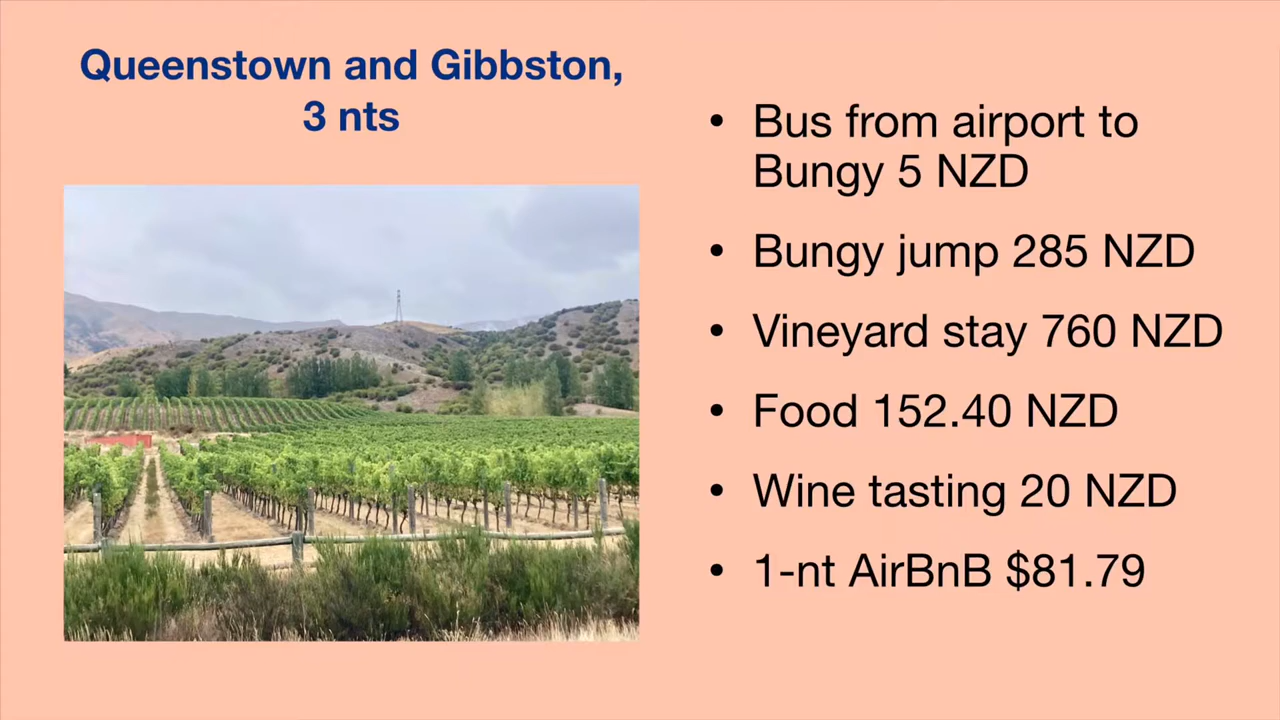 Queenstown and Gibbston,
3 nts
• Bus from airport to
Bungy 5 NZD
• Bungy jump 285 NZD
• Vineyard stay 760 NZD
• Food 152.40 NZD
• Wine tasting 20 NZD
• 1-nt AirBnB $81.79